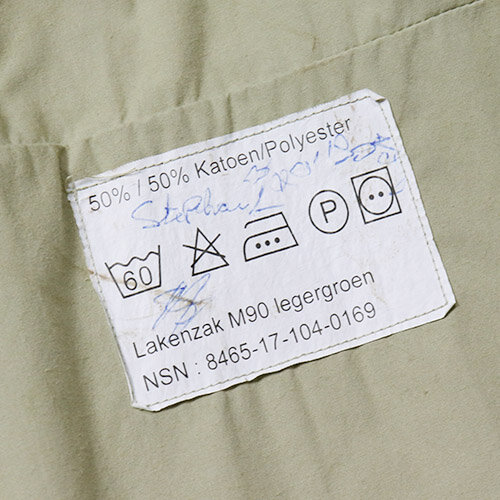 50% / 50% Katoen/Polyester
Stephan L
60
P
Lakenzak M90 legergroen
NSN : 8465-17-104-0169